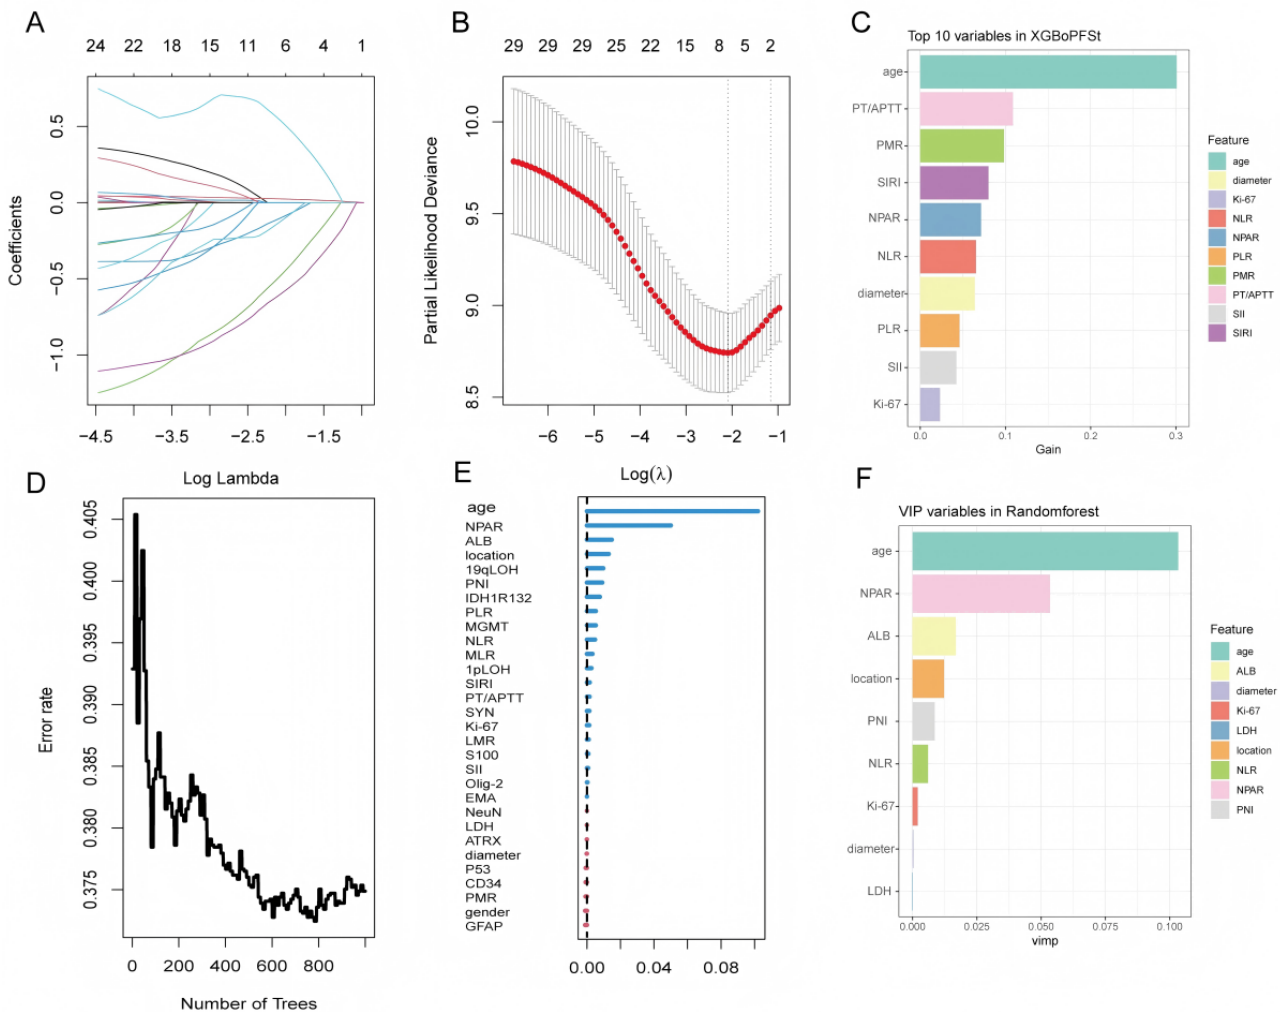 A
24 22 18 15 11 6 4 1
Coefficients
0.5
0.0
−0.5
−1.0
−4.5 −3.5 −2.5 −1.5
Log Lambda
B
29 29 29 25 22 15 8 5 2
Partial Likelihood Deviance
10.0
9.5
9.0
8.5
−6 −5 −4 −3 −2 −1
Log(λ)
C
Top 10 variables in XGBoPFSt
age
PT/APTT
PMR
SIRI
NPAR
NLR
diameter
PLR
SII
Ki-67
0.0 0.1 0.2 0.3
Gain
Feature
age
diameter
Ki-67
NLR
NPAR
PLR
PMR
PT/APTT
SII
SIRI
D
Error rate
0.405
0.400
0.395
0.390
0.385
0.380
0.375
0 200 400 600 800
Number of Trees
E
age
NPAR
ALB
location
19qLOH
PNI
IDH1R132
PLR
MGMT
NLR
MLR
1pLOH
SIRI
PT/APTT
SYN
Ki-67
LMR
S100
SII
Olig-2
EMA
NeuN
LDH
ATRX
diameter
P53
CD34
PMR
gender
GFAP
0.00 0.04 0.08
F
VIP variables in Randomforest
age
NPAR
ALB
location
PNI
NLR
Ki-67
diameter
LDH
0.000 0.025 0.050 0.075 0.100
vimp
Feature
age
ALB
diameter
Ki-67
LDH
location
NLR
NPAR
PNI